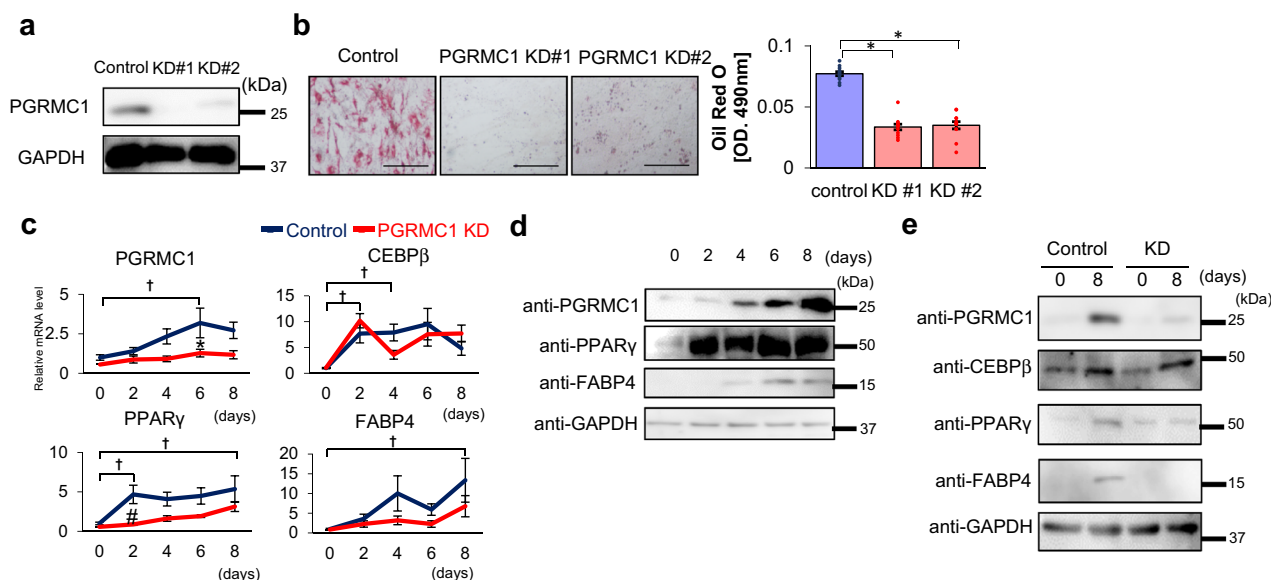 a
Control KD#1 KD#2
(kDa)
PGRMC1
25
GAPDH
37
b
Control
PGRMC1 KD#1
PGRMC1 KD#2
Oil Red O
[OD. 490nm]
0.1
0.05
0
*
*
control KD #1 KD #2
c
Control
PGRMC1 KD
PGRMC1
Relative mRNA level
5
2.5
0
†
*
0 2 4 6 8 (days)
CEBPβ
15
10
5
0
†
†
0 2 4 6 8
PPARγ
10
5
0
†
†
#
0 2 4 6 8
(days)
FABP4
20
15
10
5
0
†
0 2 4 6 8
(days)
d
0 2 4 6 8 (days)
(kDa)
anti-PGRMC1
25
anti-PPARγ
50
anti-FABP4
15
anti-GAPDH
37
e
Control KD
0 8 0 8 (days)
(kDa)
anti-PGRMC1
25
anti-CEBPβ
50
anti-PPARγ
50
anti-FABP4
15
anti-GAPDH
37